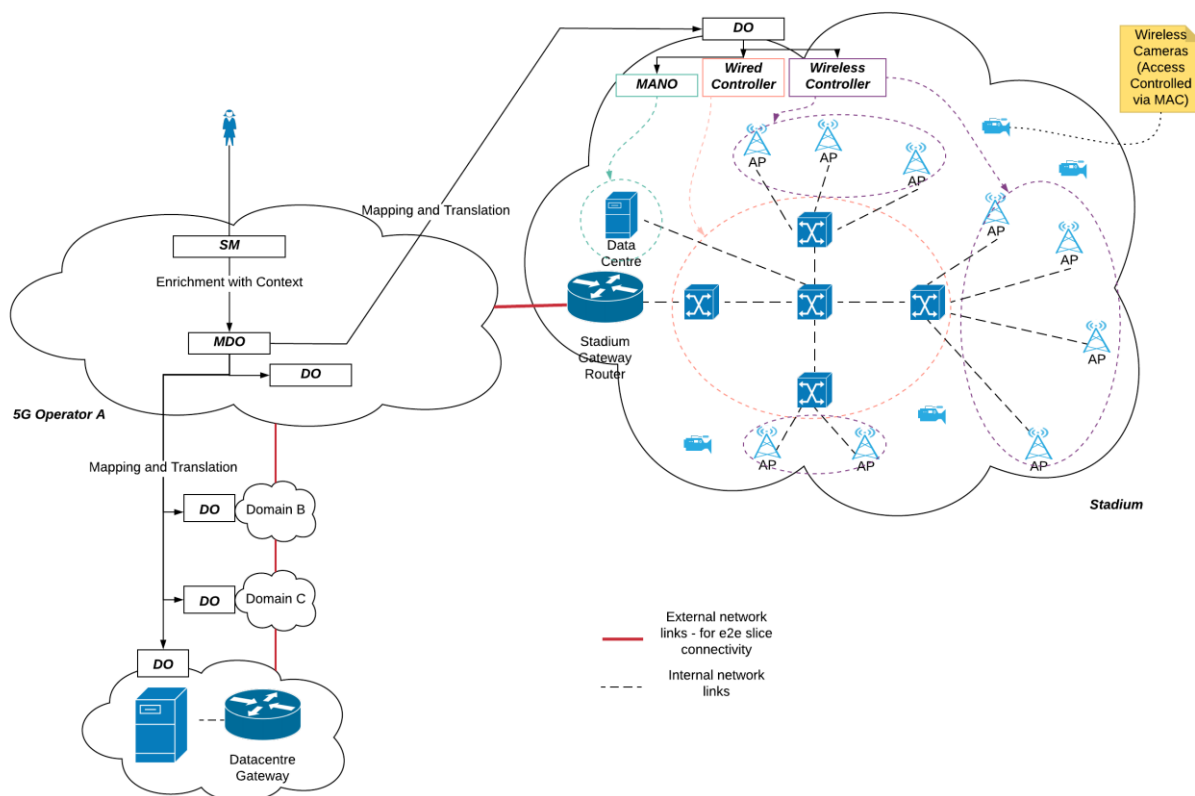 DO
MANO
Wired
Controller
Wireless
Controller
Wireless
Cameras
(Access
Controlled
via MAC)
AP
AP
AP
Mapping and Translation
SM
Data
Centre
AP
AP
Enrichment with Context
MDO
Stadium
Gateway
Router
AP
DO
5G Operator A
AP
AP
AP
Mapping and Translation
Stadium
DO
Domain B
DO
Domain C
External network
links - for e2e slice
connectivity
DO
Internal network
links
Datacentre
Gateway